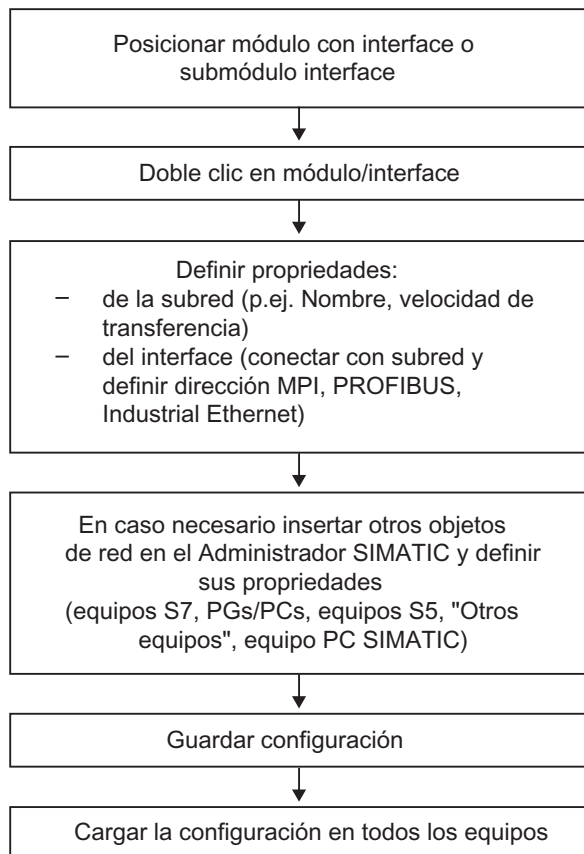 Posicionar módulo con interface o
submódulo interface
Doble clic en módulo/interface
Definir propriedades:
– de la subred (p.ej. Nombre, velocidad de
transferencia)
– del interface (conectar con subred y
definir dirección MPI, PROFIBUS,
Industrial Ethernet)
En caso necesario insertar otros objetos
de red en el Administrador SIMATIC y definir
sus propriedades
(equipos S7, PGs/PCs, equipos S5, "Otros
equipos", equipo PC SIMATIC)
Guardar configuración
Cargar la configuración en todos los equipos